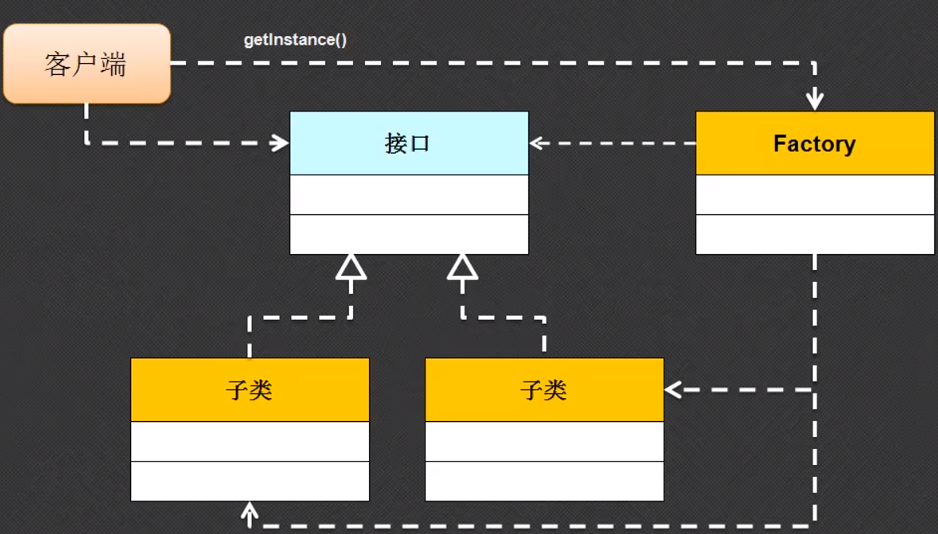 getInstance()
客户端
接口
Factory
子类
子类